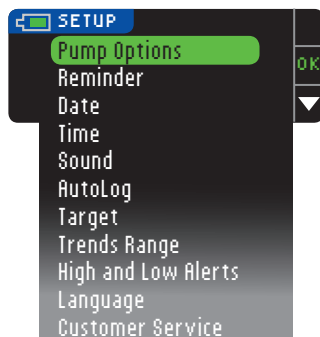 SETUP
Pump Options
OK
Reminder
Date
Time
Sound
AutoLog
Target
Trends Range
High and Low Alerts
Language
Customer Service